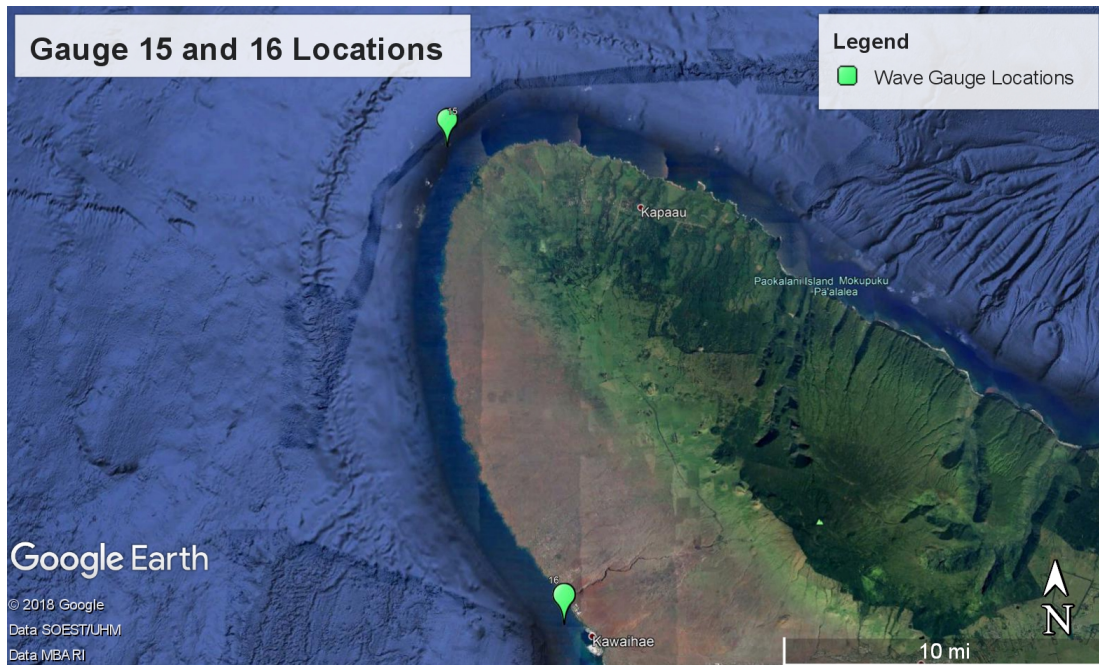 Gauge 15 and 16 Locations
Legend
Wave Gauge Locations
15
Kapaau
Paokalani Island Mokupuku
Pa'alalea
16
Kawaihae
Google Earth
© 2018 Google
Data SOEST/UHM
Data MBARI
N
10 mi